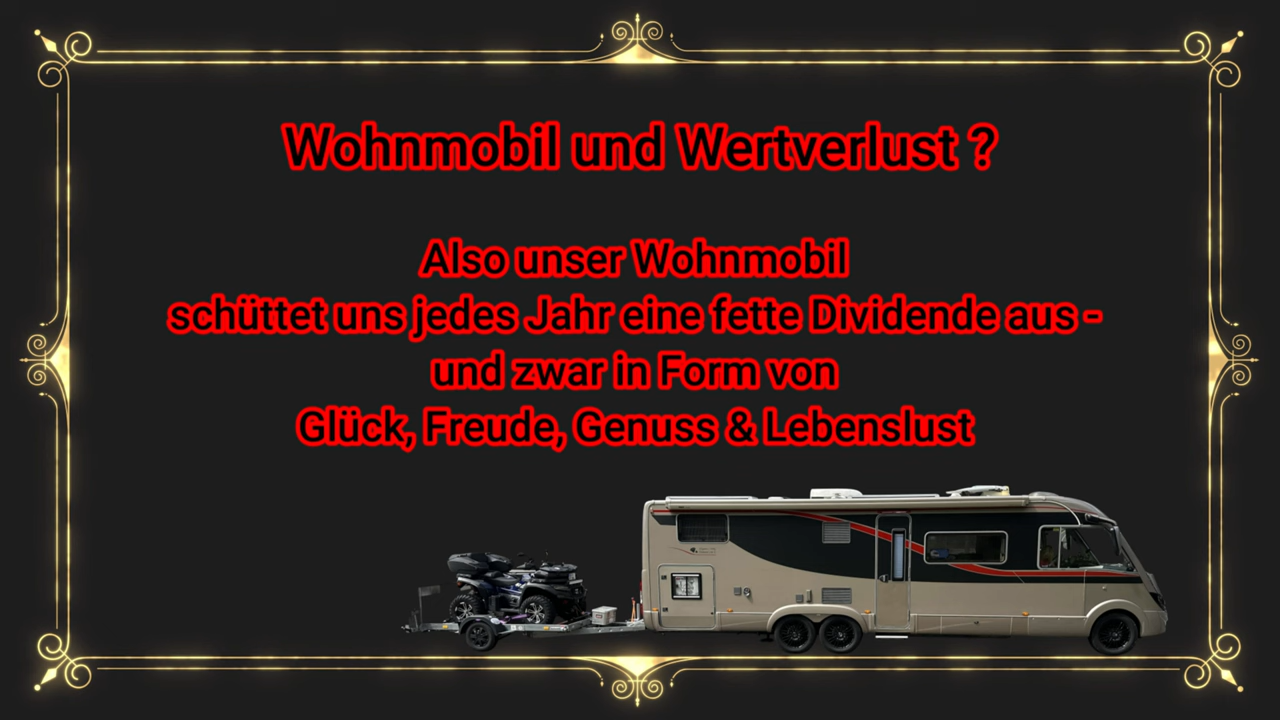 Wohnmobil und Wertverlust ?
Also unser Wohnmobil
schüttet uns jedes Jahr eine fette Dividende aus -
und zwar in Form von
Glück, Freude, Genuss & Lebenslust